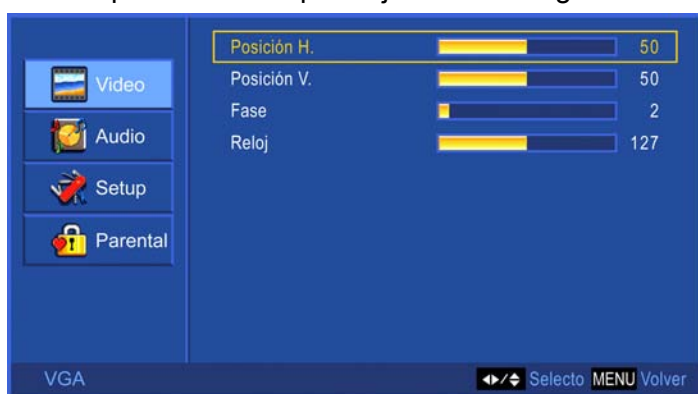 Posición H. 50
Video
Posición V. 50
Fase 2
Audio
Reloj 127
Setup
Parental
VGA
Selecto MENU Volver